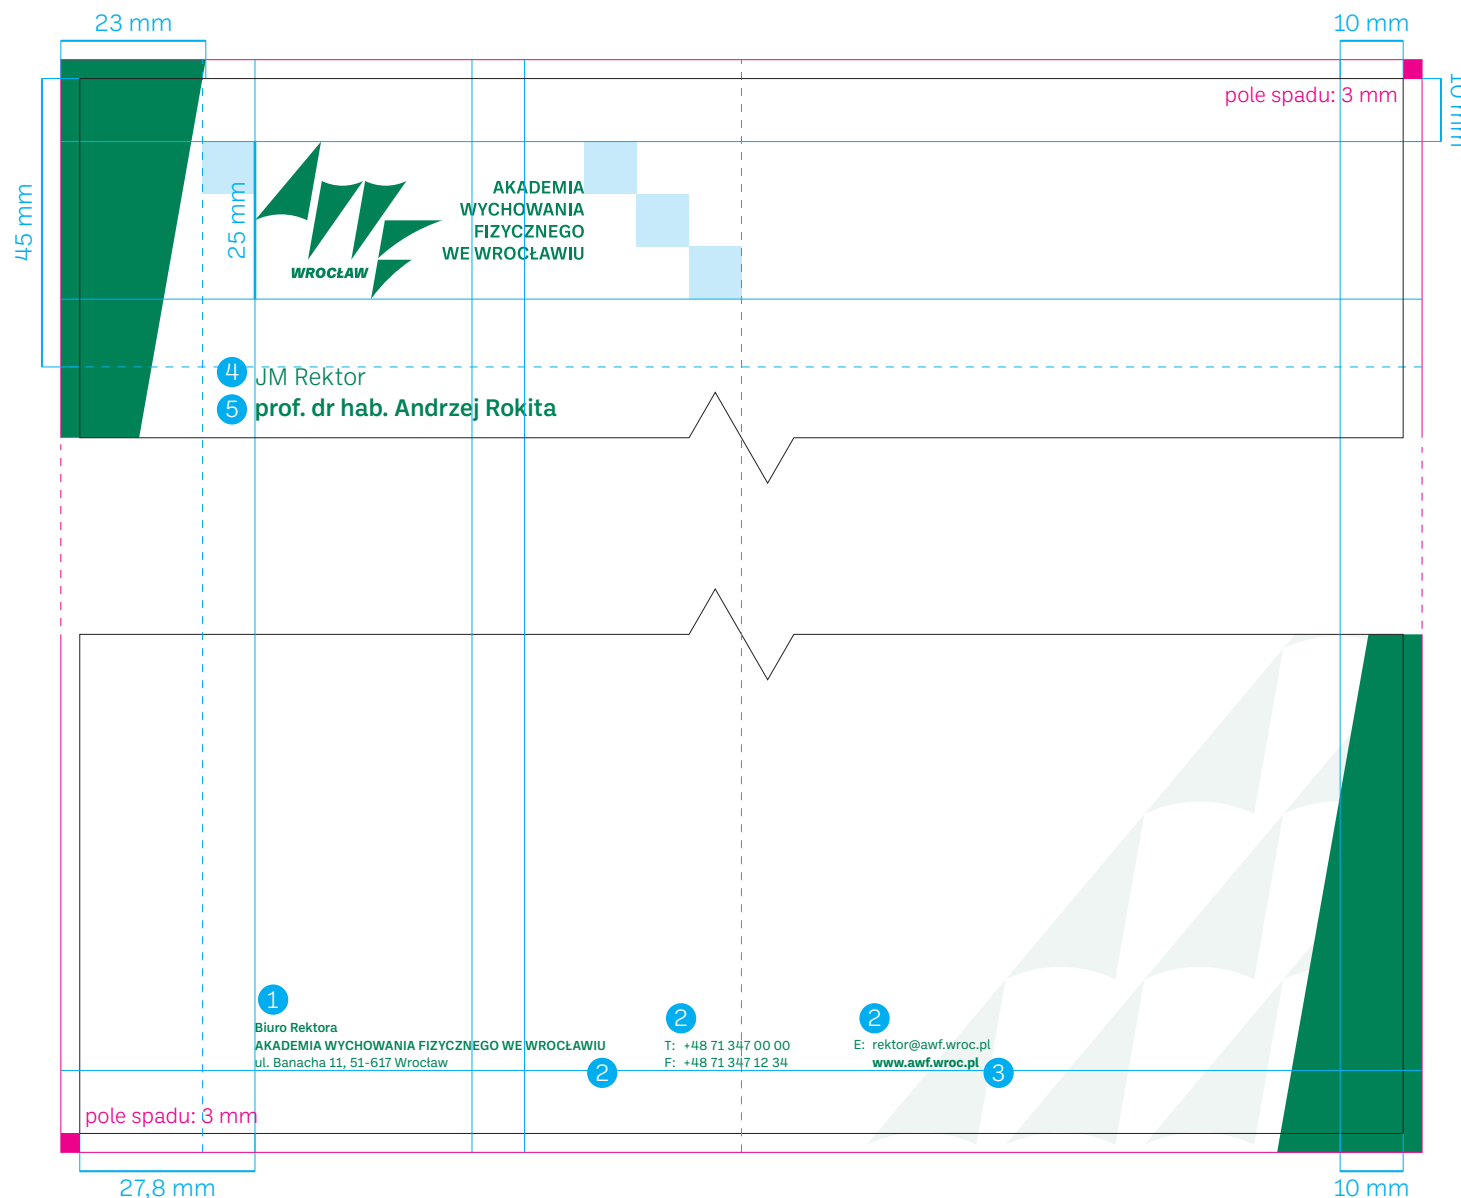 23 mm
10 mm
pole spadu: 3 mm
10 mm
45 mm
25 mm
WROCŁAW
AKADEMIA
WYCHOWANIA
FIZYCZNEGO
WE WROCŁAWIU
4 JM Rektor
5 prof. dr hab. Andrzej Rokita
1
Biuro Rektora
AKADEMIA WYCHOWANIA FIZYCZNEGO WE WROCŁAWIU
ul. Banacha 11, 51-617 Wrocław
2
2
T: +48 71 347 00 00
F: +48 71 347 12 34
2
E: rektor@awf.wroc.pl
www.awf.wroc.pl
3
pole spadu: 3 mm
27,8 mm
10 mm